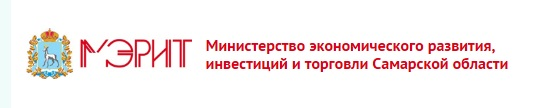 МЭРИТ
Министерство экономического развития,
инвестиций и торговли Самарской области